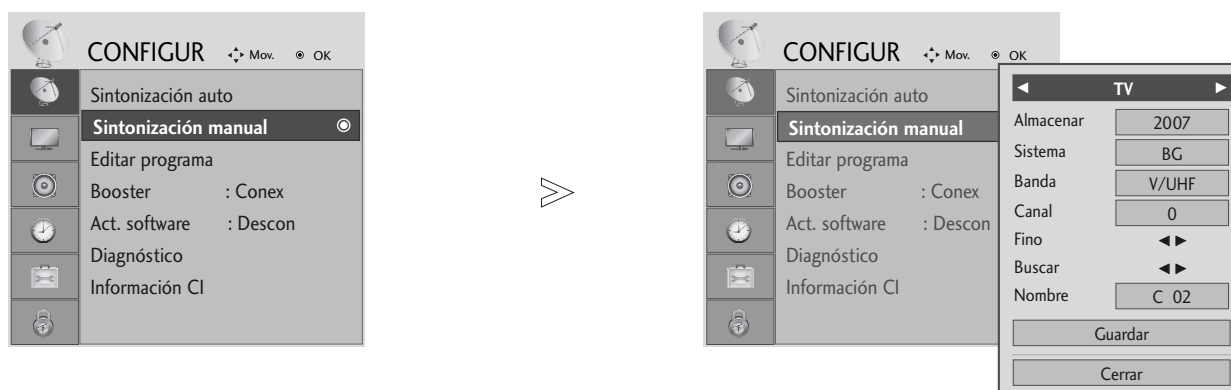 CONFIGUR Mov. OK
Sintonización auto
Sintonización manual
Editar programa
Booster : Conex
Act. software : Descon
Diagnóstico
Información CI
CONFIGUR Mov. OK
Sintonización auto
Sintonización manual
Editar programa
Booster : Conex
Act. software : Descon
Diagnóstico
Información CI
◄ TV ►
Almacenar 2007
Sistema BG
Banda V/UHF
Canal 0
Fino ◄ ►
Buscar ◄ ►
Nombre C 02
Guardar
Cerrar